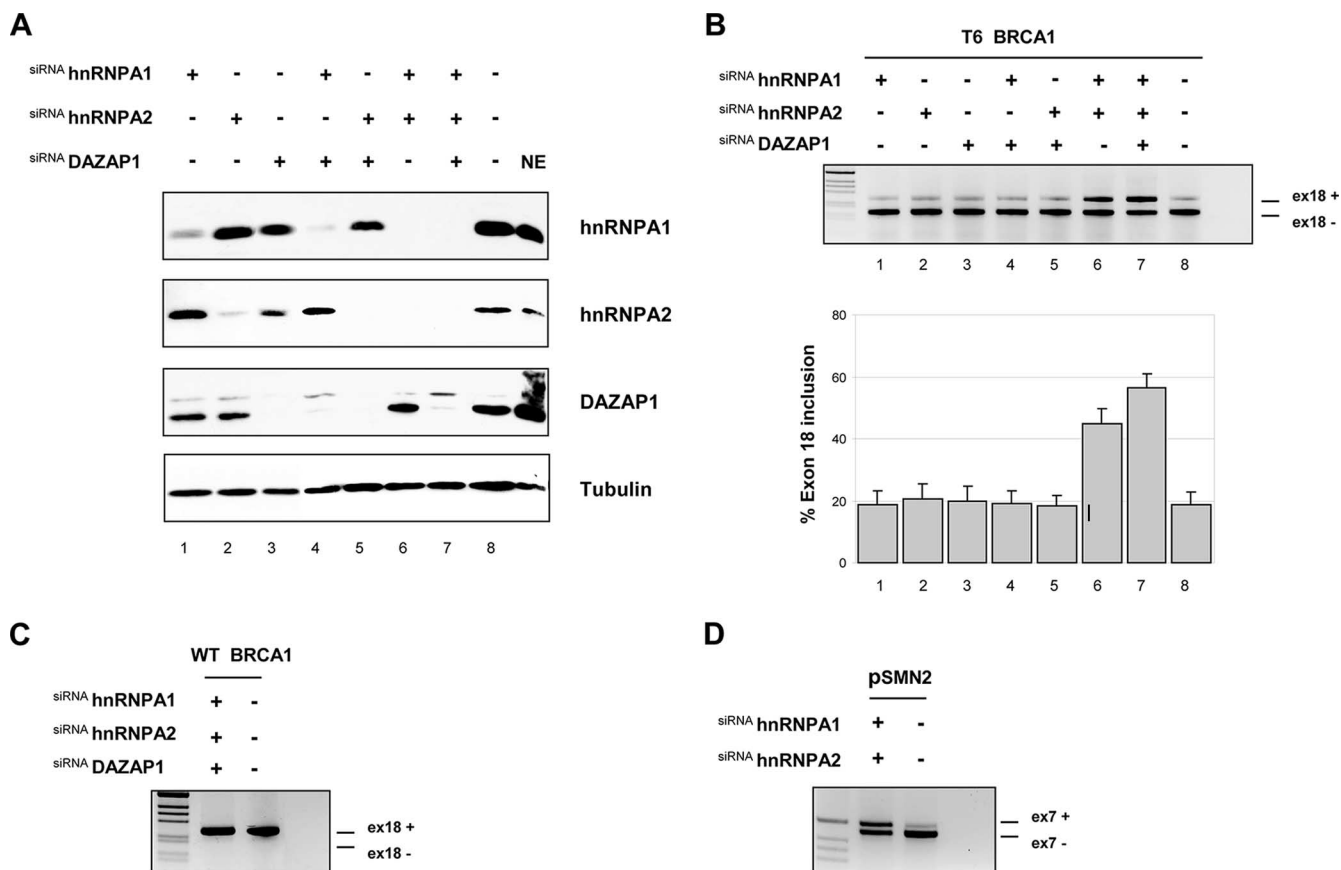 A
siRNA hnRNPA1 + - - + - + + -
siRNA hnRNPA2 - + - - + + + -
siRNA DAZAP1 - - + + + - + - NE
hnRNPA1
hnRNPA2
DAZAP1
Tubulin
1 2 3 4 5 6 7 8
B
T6 BRCA1
siRNA hnRNPA1 + - - + - + + -
siRNA hnRNPA2 - + - - + + + -
siRNA DAZAP1 - - + + + - + -
ex18 +
ex18 -
1 2 3 4 5 6 7 8
% Exon 18 inclusion
80
60
40
20
0
1 2 3 4 5 6 7 8
C
WT BRCA1
siRNA hnRNPA1 + -
siRNA hnRNPA2 + -
siRNA DAZAP1 + -
ex18 +
ex18 -
D
pSMN2
siRNA hnRNPA1 + -
siRNA hnRNPA2 + -
ex7 +
ex7 -